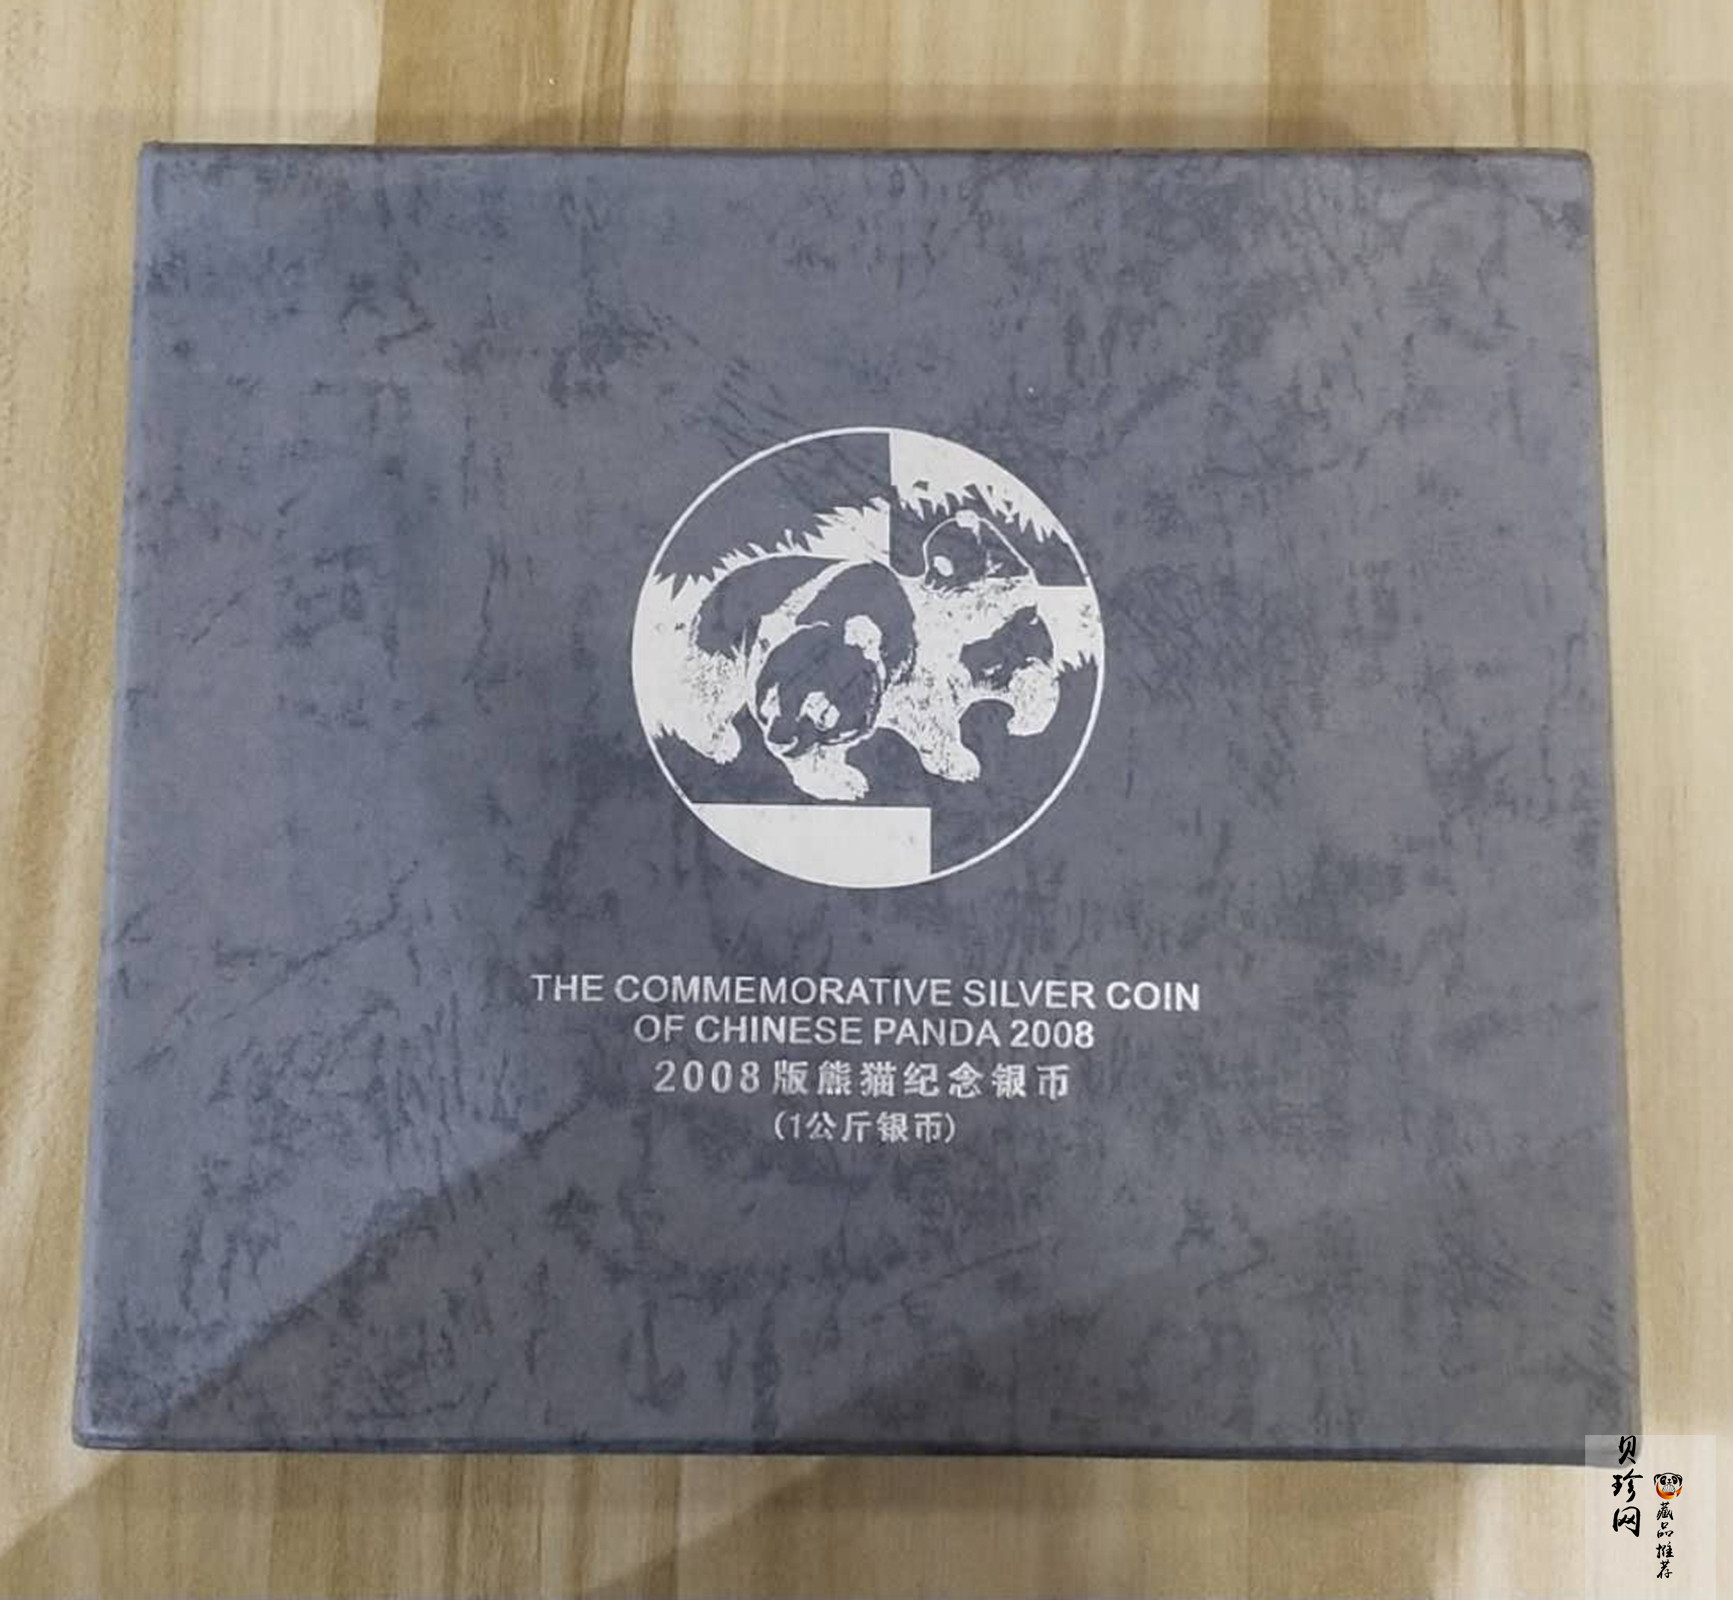 THE COMMEMORATIVE SILVER COIN
OF CHINESE PANDA 2008
2008版熊猫纪念银币
(1公斤银币)
贝珍网
藏品推荐